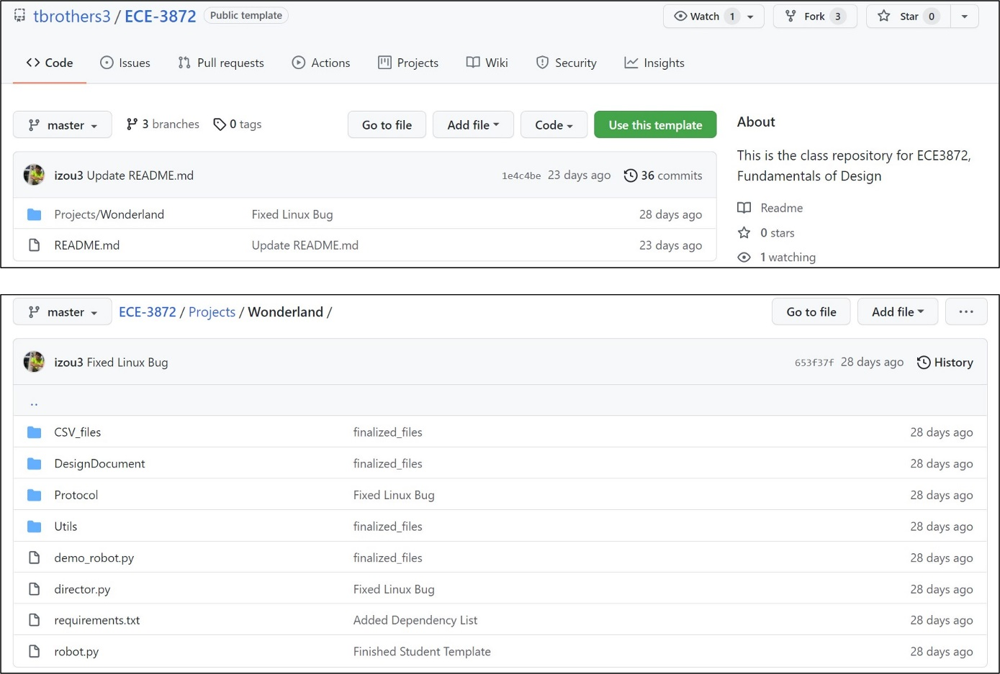 tbrothers3 / ECE-3872 Public template Watch 1 Fork 3 Star 0
<> Code Issues Pull requests Actions Projects Wiki Security Insights
master 3 branches 0 tags Go to file Add file Code Use this template
izou3 Update README.md 1e4c4be 23 days ago 36 commits
Projects/Wonderland Fixed Linux Bug 28 days ago
README.md Update README.md 23 days ago
About
This is the class repository for ECE3872,
Fundamentals of Design
Readme
0 stars
1 watching
master ECE-3872 / Projects / Wonderland / Go to file Add file ...
izou3 Fixed Linux Bug 653f37f 28 days ago History
..
CSV_files finalized_files 28 days ago
DesignDocument finalized_files 28 days ago
Protocol Fixed Linux Bug 28 days ago
Utils finalized_files 28 days ago
demo_robot.py finalized_files 28 days ago
director.py Fixed Linux Bug 28 days ago
requirements.txt Added Dependency List 28 days ago
robot.py Finished Student Template 28 days ago